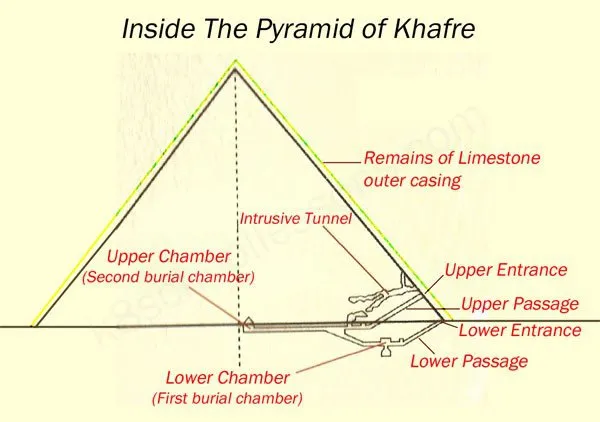 Inside The Pyramid of Khafre
Remains of Limestone
outer casing
Intrusive Tunnel
Upper Chamber
(Second burial chamber)
Upper Entrance
Upper Passage
Lower Entrance
Lower Passage
Lower Chamber
(First burial chamber)